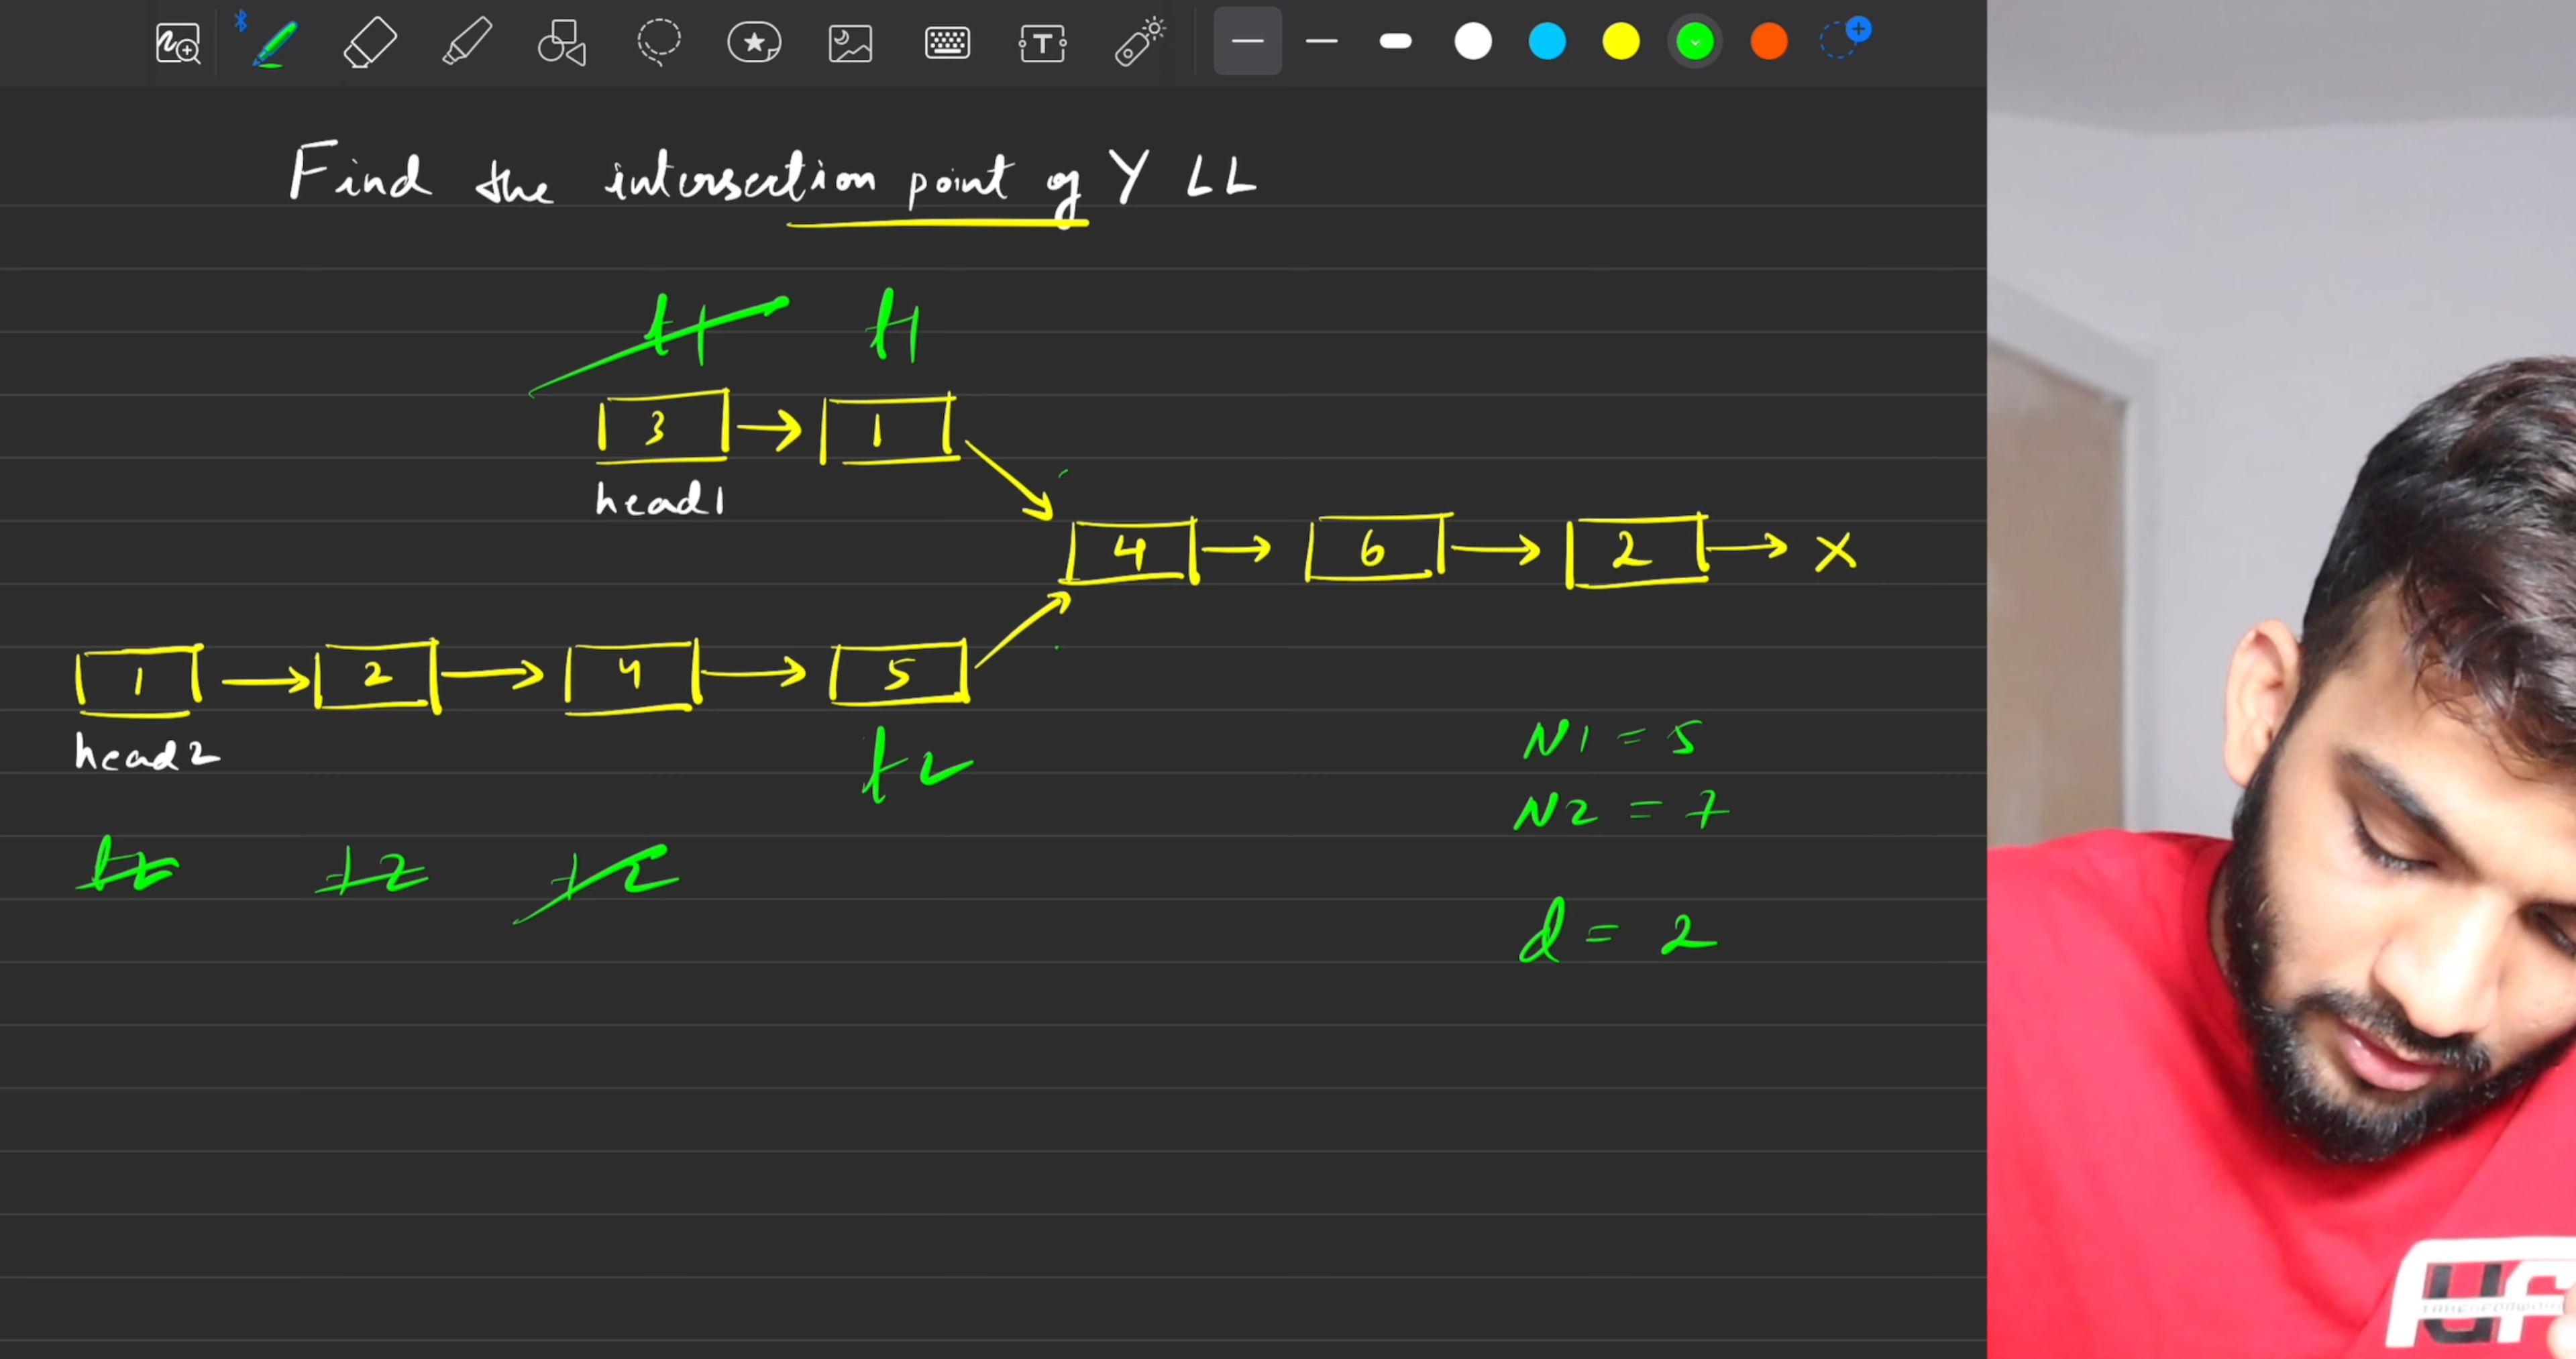 Find the intersection point of Y LL
t1 t1
3 → 1
head1
4 → 6 → 2 → X
1 → 2 → 4 → 5
head2
t2
t2 t2 t2
N1 = 5
N2 = 7
d = 2